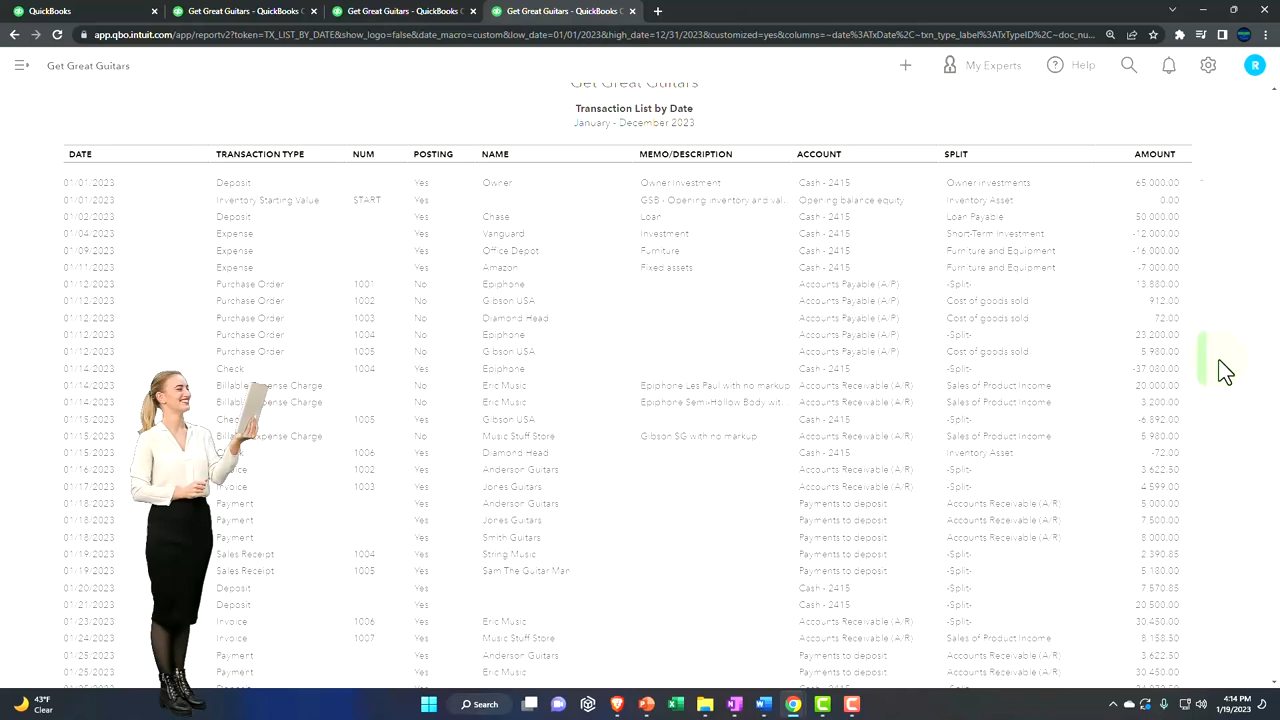 QuickBooks
Get Great Guitars - QuickBooks O
Get Great Guitars - QuickBooks O
Get Great Guitars - QuickBooks O
app.qbo.intuit.com/app/reportv2?token=TX_LIST_BY_DATE&show_logo=false&date_macro=custom&low_date=01/01/2023&high_date=12/31/2023&customized=yes&columns=~date%3ATxDate%2C~txn_type_label%3ATxTypeID%2C~doc_nu...
Get Great Guitars
My Experts
Help
R
Get Great Guitars
Transaction List by Date
January - December 2023
DATE TRANSACTION TYPE NUM POSTING NAME MEMO/DESCRIPTION ACCOUNT SPLIT AMOUNT
01/01/2023 Deposit Yes Owner Owner Investment Cash - 2415 Owner investments 65,000.00
01/01/2023 Inventory Starting Value START Yes GSB - Opening inventory and val... Opening balance equity Inventory Asset 0.00
01/02/2023 Deposit Yes Chase Loan Cash - 2415 Loan Payable 50,000.00
01/04/2023 Expense Yes Vanguard Investment Cash - 2415 Short-Term Investment -12,000.00
01/09/2023 Expense Yes Office Depot Furniture Cash - 2415 Furniture and Equipment -16,000.00
01/11/2023 Expense Yes Amazon Fixed assets Cash - 2415 Furniture and Equipment -7,000.00
01/12/2023 Purchase Order 1001 No Epiphone Accounts Payable (A/P) -Split- 13,880.00
01/12/2023 Purchase Order 1002 No Gibson USA Accounts Payable (A/P) Cost of goods sold 912.00
01/12/2023 Purchase Order 1003 No Diamond Head Accounts Payable (A/P) Cost of goods sold 72.00
01/12/2023 Purchase Order 1004 No Epiphone Accounts Payable (A/P) -Split- 23,200.00
01/12/2023 Purchase Order 1005 No Gibson USA Accounts Payable (A/P) Cost of goods sold 5,980.00
01/14/2023 Check 1004 Yes Epiphone Cash - 2415 -Split- -37,080.00
01/14/2023 Billable Expense Charge No Eric Music Epiphone Les Paul with no markup Accounts Receivable (A/R) Sales of Product Income 20,000.00
01/14/2023 Billable Expense Charge No Eric Music Epiphone Semi-Hollow Body wit... Accounts Receivable (A/R) Sales of Product Income 3,200.00
01/15/2023 Check 1005 Yes Gibson USA Cash - 2415 -Split- -6,892.00
01/15/2023 Billable Expense Charge No Music Stuff Store Gibson SG with no markup Accounts Receivable (A/R) Sales of Product Income 5,980.00
01/15/2023 1006 Yes Diamond Head Cash - 2415 Inventory Asset -72.00
01/16/2023 Invoice 1002 Yes Anderson Guitars Accounts Receivable (A/R) -Split- 3,622.50
01/17/2023 Invoice 1003 Yes Jones Guitars Accounts Receivable (A/R) -Split- 4,599.00
01/18/2023 Payment Yes Anderson Guitars Payments to deposit Accounts Receivable (A/R) 5,000.00
01/18/2023 Payment Yes Jones Guitars Payments to deposit Accounts Receivable (A/R) 7,500.00
01/18/2023 Payment Yes Smith Guitars Payments to deposit Accounts Receivable (A/R) 8,000.00
01/19/2023 Sales Receipt 1004 Yes String Music Payments to deposit -Split- 2,390.85
01/19/2023 Sales Receipt 1005 Yes Sam The Guitar Man Payments to deposit -Split- 5,180.00
01/20/2023 Deposit Yes Cash - 2415 -Split- 7,570.85
01/21/2023 Deposit Yes Cash - 2415 -Split- 20,500.00
01/23/2023 Invoice 1006 Yes Eric Music Accounts Receivable (A/R) -Split- 30,450.00
01/24/2023 Invoice 1007 Yes Music Stuff Store Accounts Receivable (A/R) Sales of Product Income 8,158.50
01/25/2023 Payment Yes Anderson Guitars Payments to deposit Accounts Receivable (A/R) 3,622.50
01/25/2023 Payment Yes Eric Music Payments to deposit Accounts Receivable (A/R) 30,450.00
43°F
Clear
Search
4:14 PM
1/19/2023